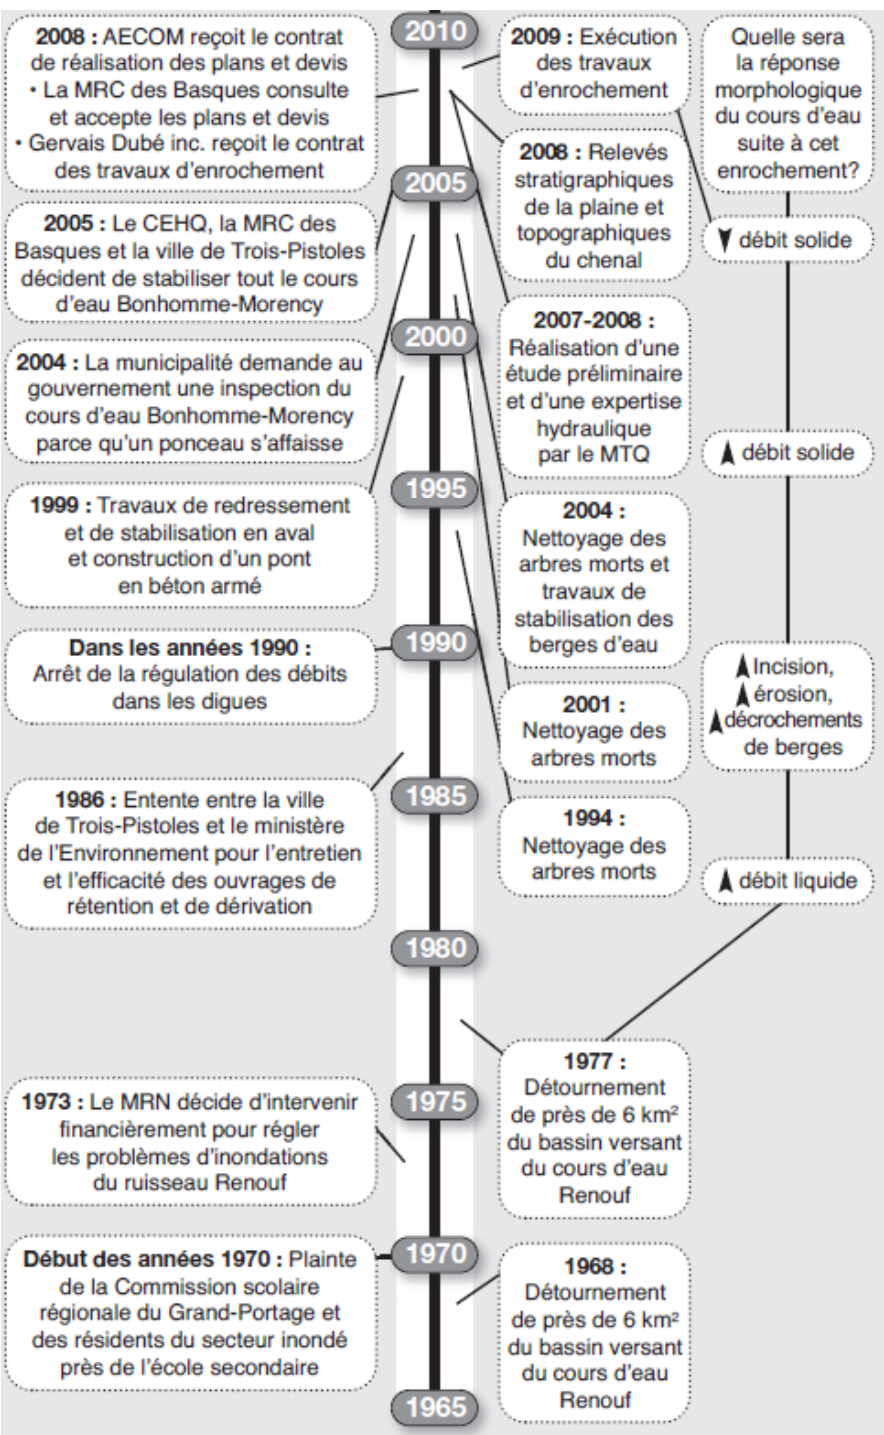 2010
2008 : AECOM reçoit le contrat
de réalisation des plans et devis
• La MRC des Basques consulte
et accepte les plans et devis
• Gervais Dubé inc. reçoit le contrat
des travaux d'enrochement
2005
2005 : Le CEHQ, la MRC des
Basques et la ville de Trois-Pistoles
décident de stabiliser tout le cours
d'eau Bonhomme-Morency
2000
2004 : La municipalité demande au
gouvernement une inspection du
cours d'eau Bonhomme-Morency
parce qu'un ponceau s'affaisse
1995
1999 : Travaux de redressement
et de stabilisation en aval
et construction d'un pont
en béton armé
1990
Dans les années 1990 :
Arrêt de la régulation des débits
dans les digues
1985
1986 : Entente entre la ville
de Trois-Pistoles et le ministère
de l'Environnement pour l'entretien
et l'efficacité des ouvrages de
rétention et de dérivation
1980
1975
1973 : Le MRN décide d'intervenir
financièrement pour régler
les problèmes d'inondations
du ruisseau Renouf
1970
Début des années 1970 : Plainte
de la Commission scolaire
régionale du Grand-Portage et
des résidents du secteur inondé
près de l'école secondaire
1965
2009 : Exécution
des travaux
d'enrochement
2008 : Relevés
stratigraphiques
de la plaine et
topographiques
du chenal
2007-2008 :
Réalisation d'une
étude préliminaire
et d'une expertise
hydraulique
par le MTQ
2004 :
Nettoyage des
arbres morts et
travaux de
stabilisation des
berges d'eau
2001 :
Nettoyage des
arbres morts
1994 :
Nettoyage des
arbres morts
1977 :
Détournement
de près de 6 km²
du bassin versant
du cours d'eau
Renouf
1968 :
Détournement
de près de 6 km²
du bassin versant
du cours d'eau
Renouf
Quelle sera
la réponse
morphologique
du cours d'eau
suite à cet
enrochement?
débit solide
débit solide
Incision,
érosion,
décrochements
de berges
débit liquide